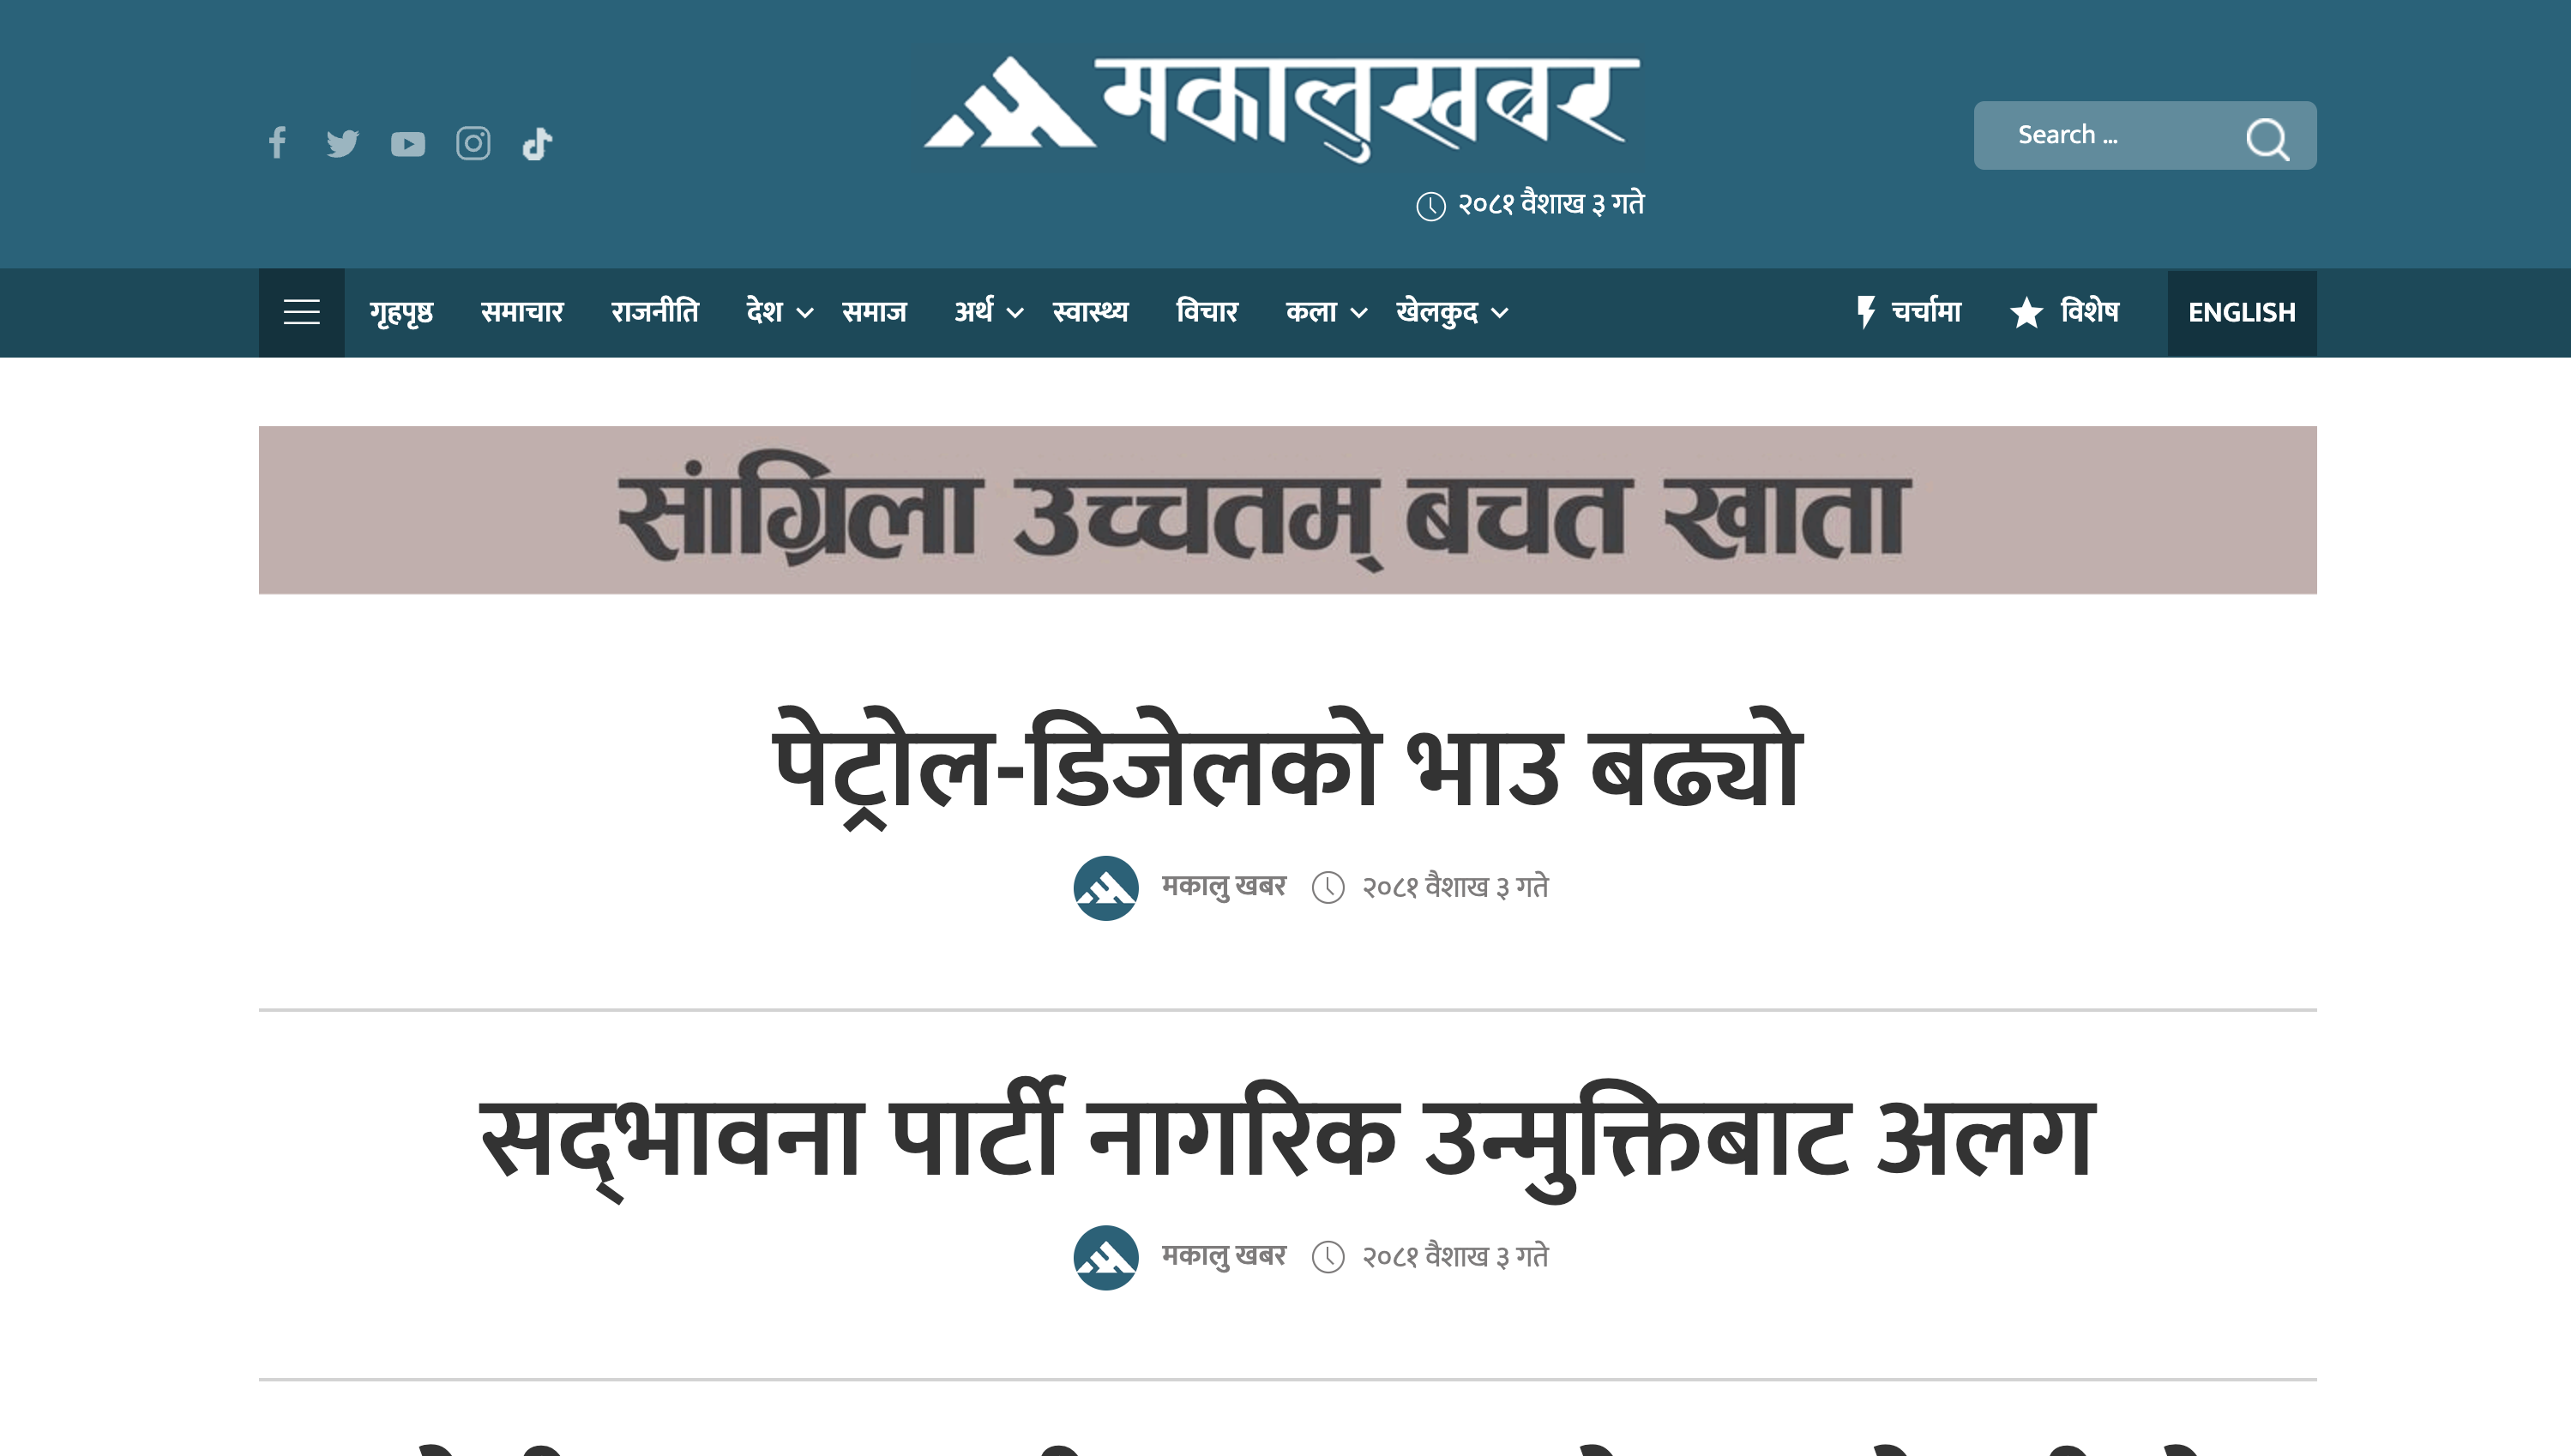 मकालुखबर
Search ...
२०८१ वैशाख ३ गते
गृहपृष्ठ समाचार राजनीति देश समाज अर्थ स्वास्थ्य विचार कला खेलकुद चर्चामा विशेष ENGLISH
सांग्रिला उच्चतम् बचत खाता
पेट्रोल-डिजेलको भाउ बढ्यो
मकालु खबर २०८१ वैशाख ३ गते
सद्‌भावना पार्टी नागरिक उन्मुक्तिबाट अलग
मकालु खबर २०८१ वैशाख ३ गते